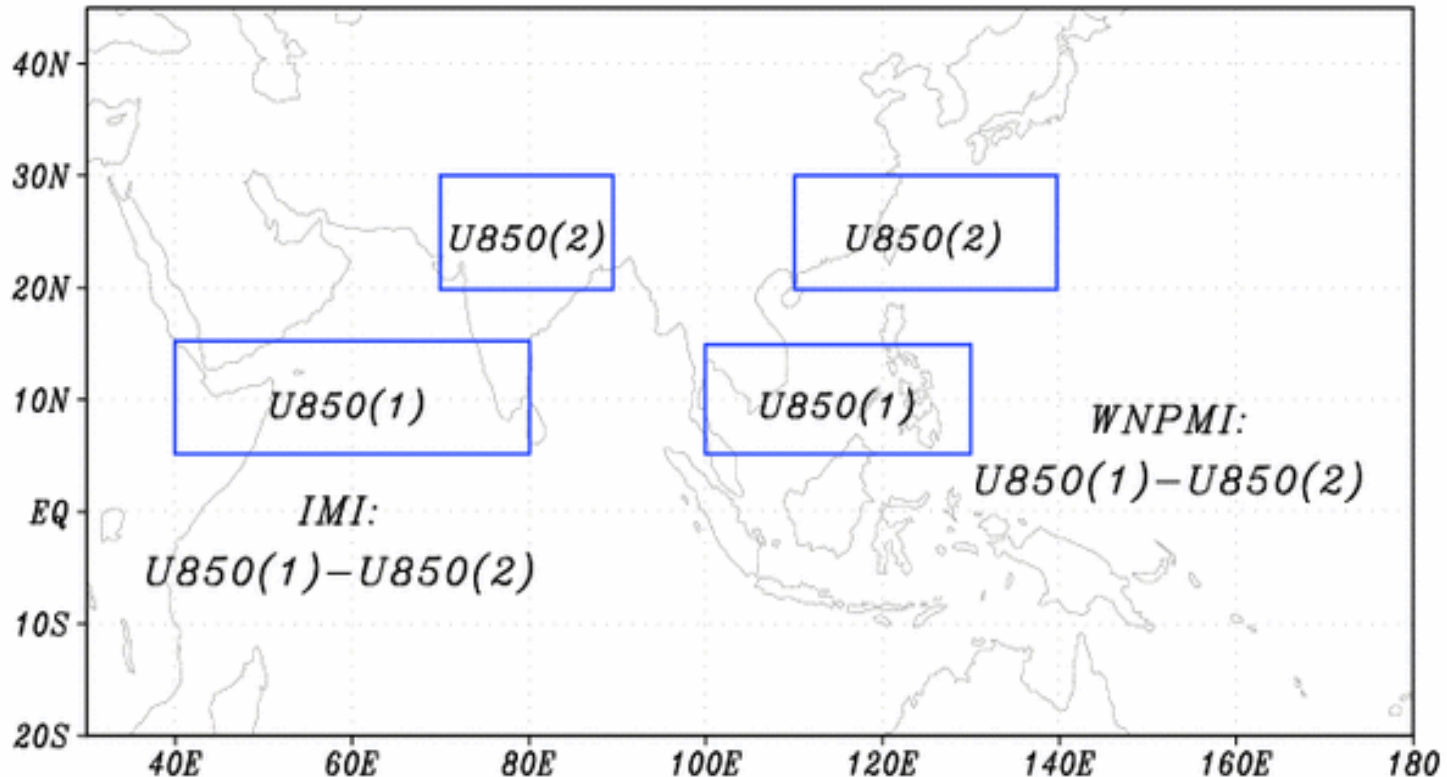 40N
30N
U850(2)
U850(2)
20N
10N
U850(1)
U850(1)
WNPMI:
U850(1)-U850(2)
EQ
IMI:
U850(1)-U850(2)
10S
20S
40E 60E 80E 100E 120E 140E 160E 180